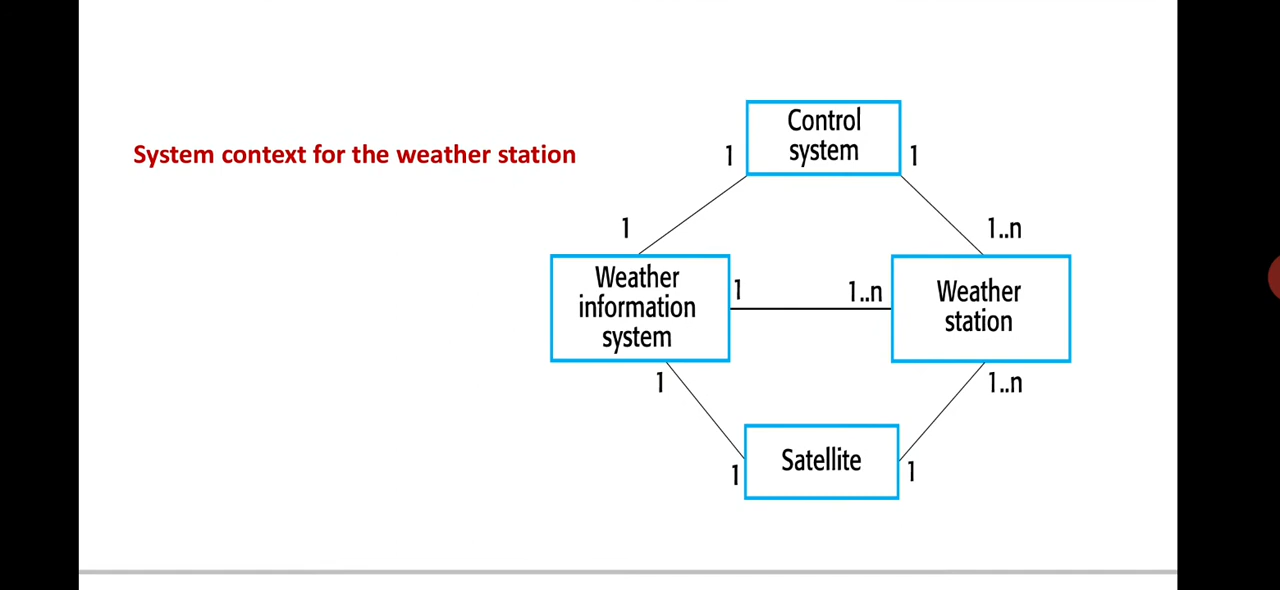 Control
system
System context for the weather station
1
1
1
1..n
Weather
information
system
1
1..n
Weather
station
1
1..n
Satellite
1
1